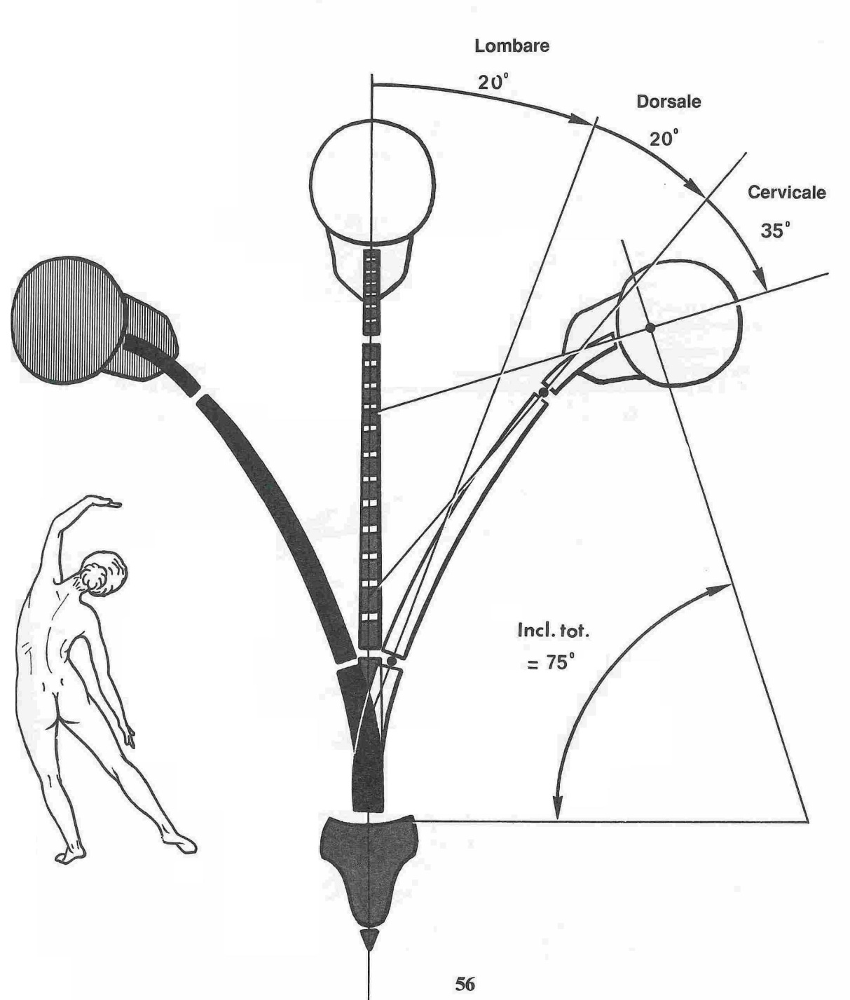 Lombare
20°
Dorsale
20°
Cervicale
35°
Incl. tot.
= 75°
56